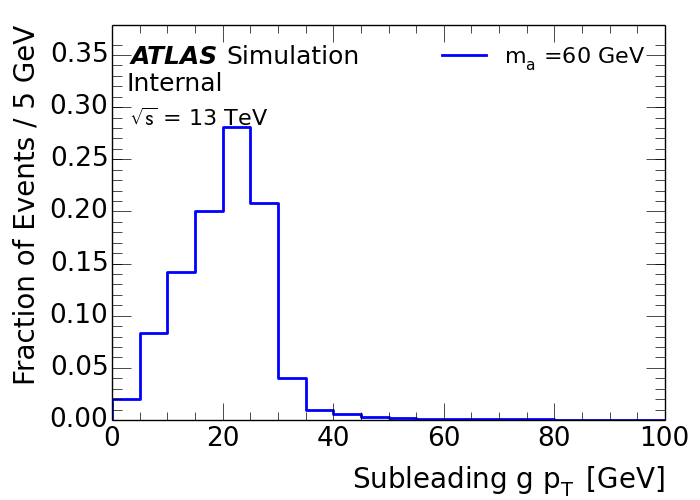 Fraction of Events / 5 GeV
0.35
0.30
0.25
0.20
0.15
0.10
0.05
0.00
ATLAS Simulation
Internal
√s = 13 TeV
mₐ =60 GeV
0 20 40 60 80 100
Subleading g p_T [GeV]